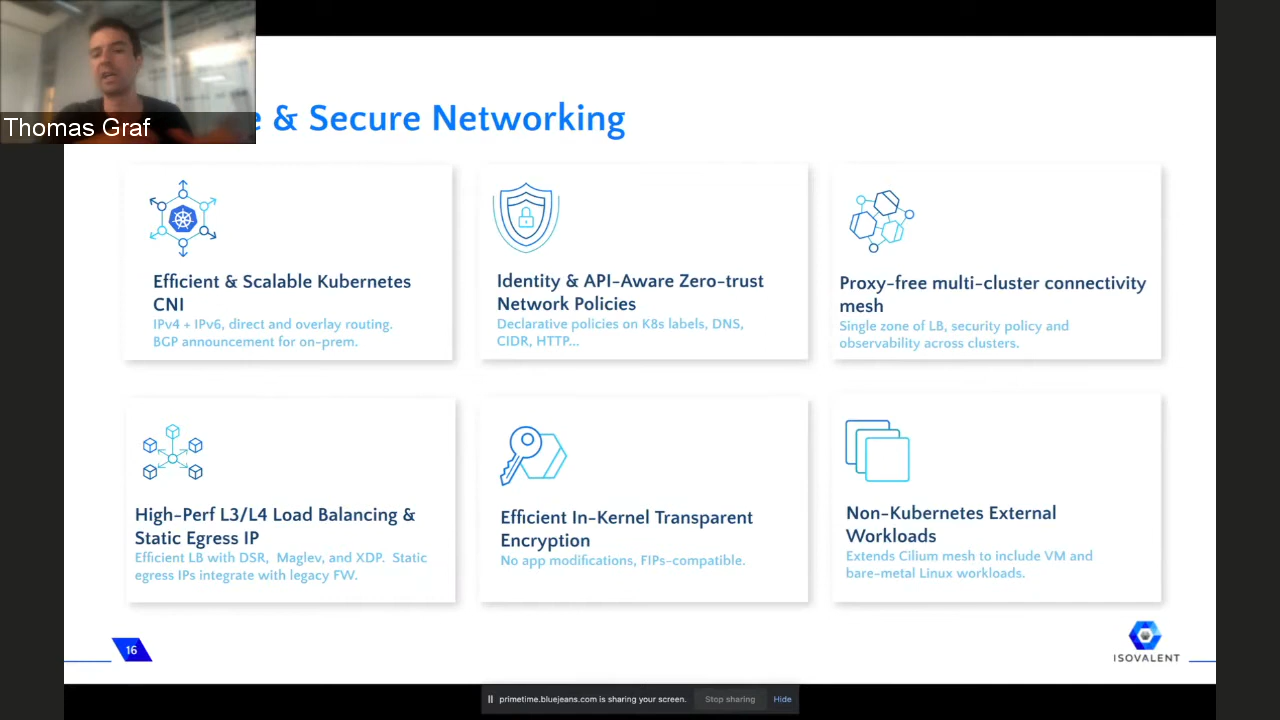 Thomas Graf
& Secure Networking
Efficient & Scalable Kubernetes
CNI
IPv4 + IPv6, direct and overlay routing.
BGP announcement for on-prem.
Identity & API-Aware Zero-trust
Network Policies
Declarative policies on K8s labels, DNS,
CIDR, HTTP...
Proxy-free multi-cluster connectivity
mesh
Single zone of LB, security policy and
observability across clusters.
High-Perf L3/L4 Load Balancing &
Static Egress IP
Efficient LB with DSR, Maglev, and XDP. Static
egress IPs integrate with legacy FW.
Efficient In-Kernel Transparent
Encryption
No app modifications, FIPs-compatible.
Non-Kubernetes External
Workloads
Extends Cilium mesh to include VM and
bare-metal Linux workloads.
16
ISOVALENT
primetime.bluejeans.com is sharing your screen.
Stop sharing
Hide